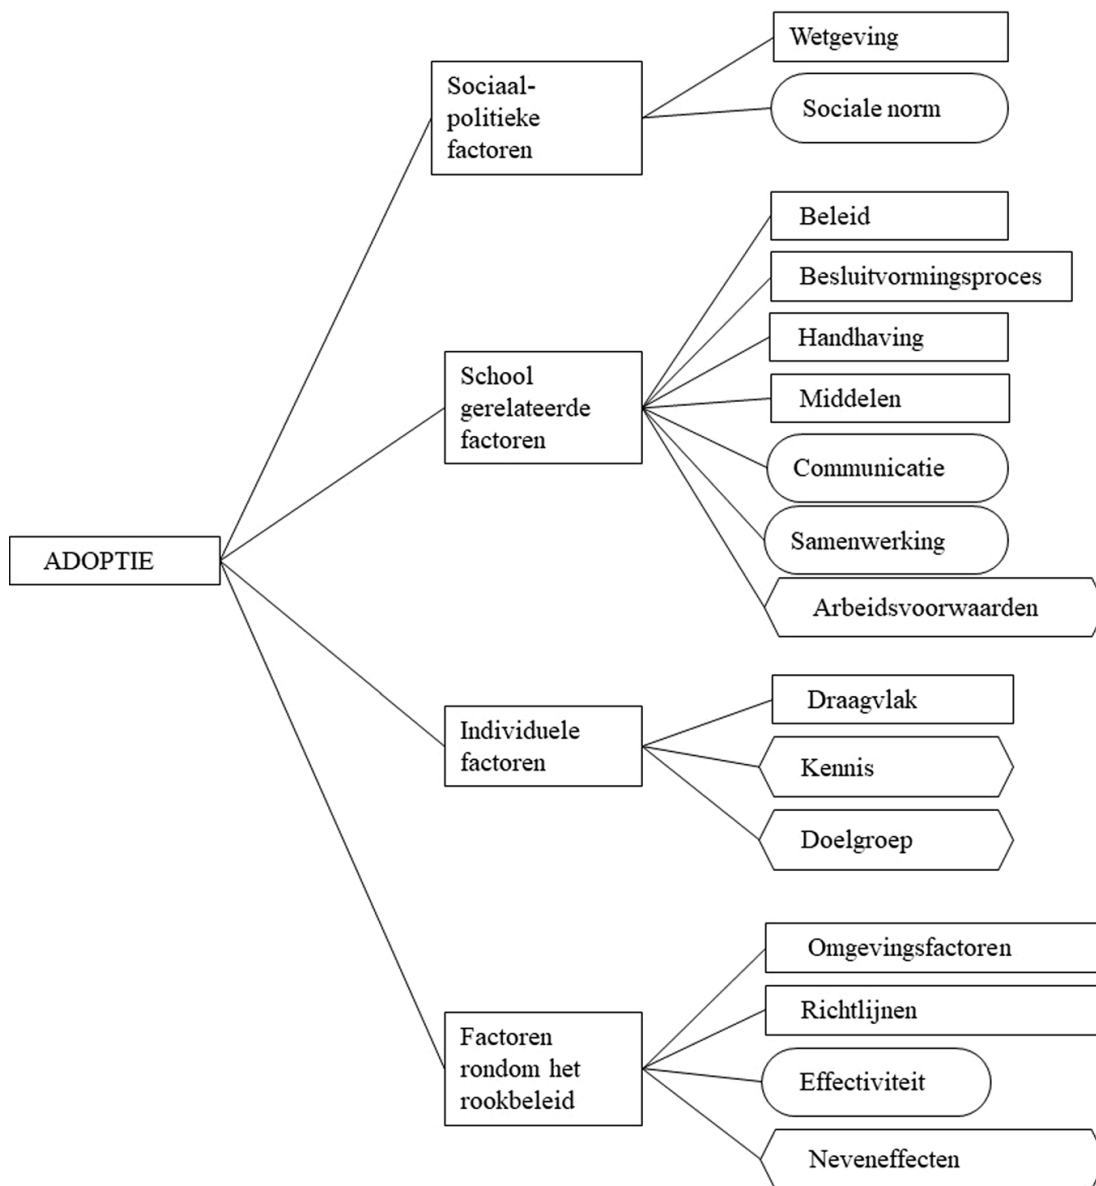 Wetgeving
Sociaal-
politieke
factoren
Sociale norm
Beleid
Besluitvormingsproces
Handhaving
School
gerelateerde
factoren
Middelen
Communicatie
Samenwerking
ADOPTIE
Arbeidsvoorwaarden
Draagvlak
Individuele
factoren
Kennis
Doelgroep
Omgevingsfactoren
Richtlijnen
Factoren
rondom het
rookbeleid
Effectiviteit
Neveneffecten